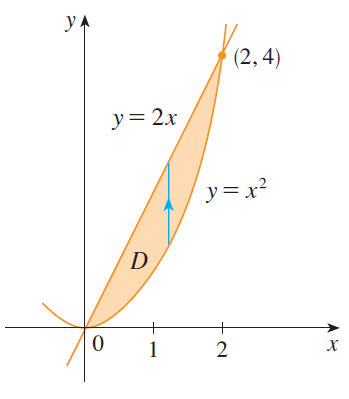 y
(2, 4)
y = 2x
y = x²
D
0 1 2 x